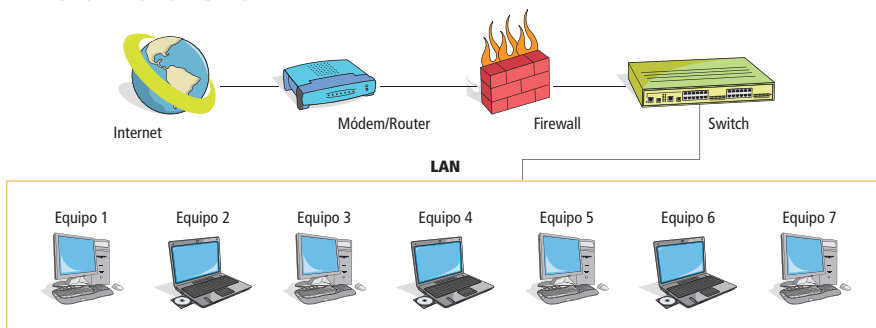 Internet
Módem/Router
Firewall
Switch
LAN
Equipo 1
Equipo 2
Equipo 3
Equipo 4
Equipo 5
Equipo 6
Equipo 7